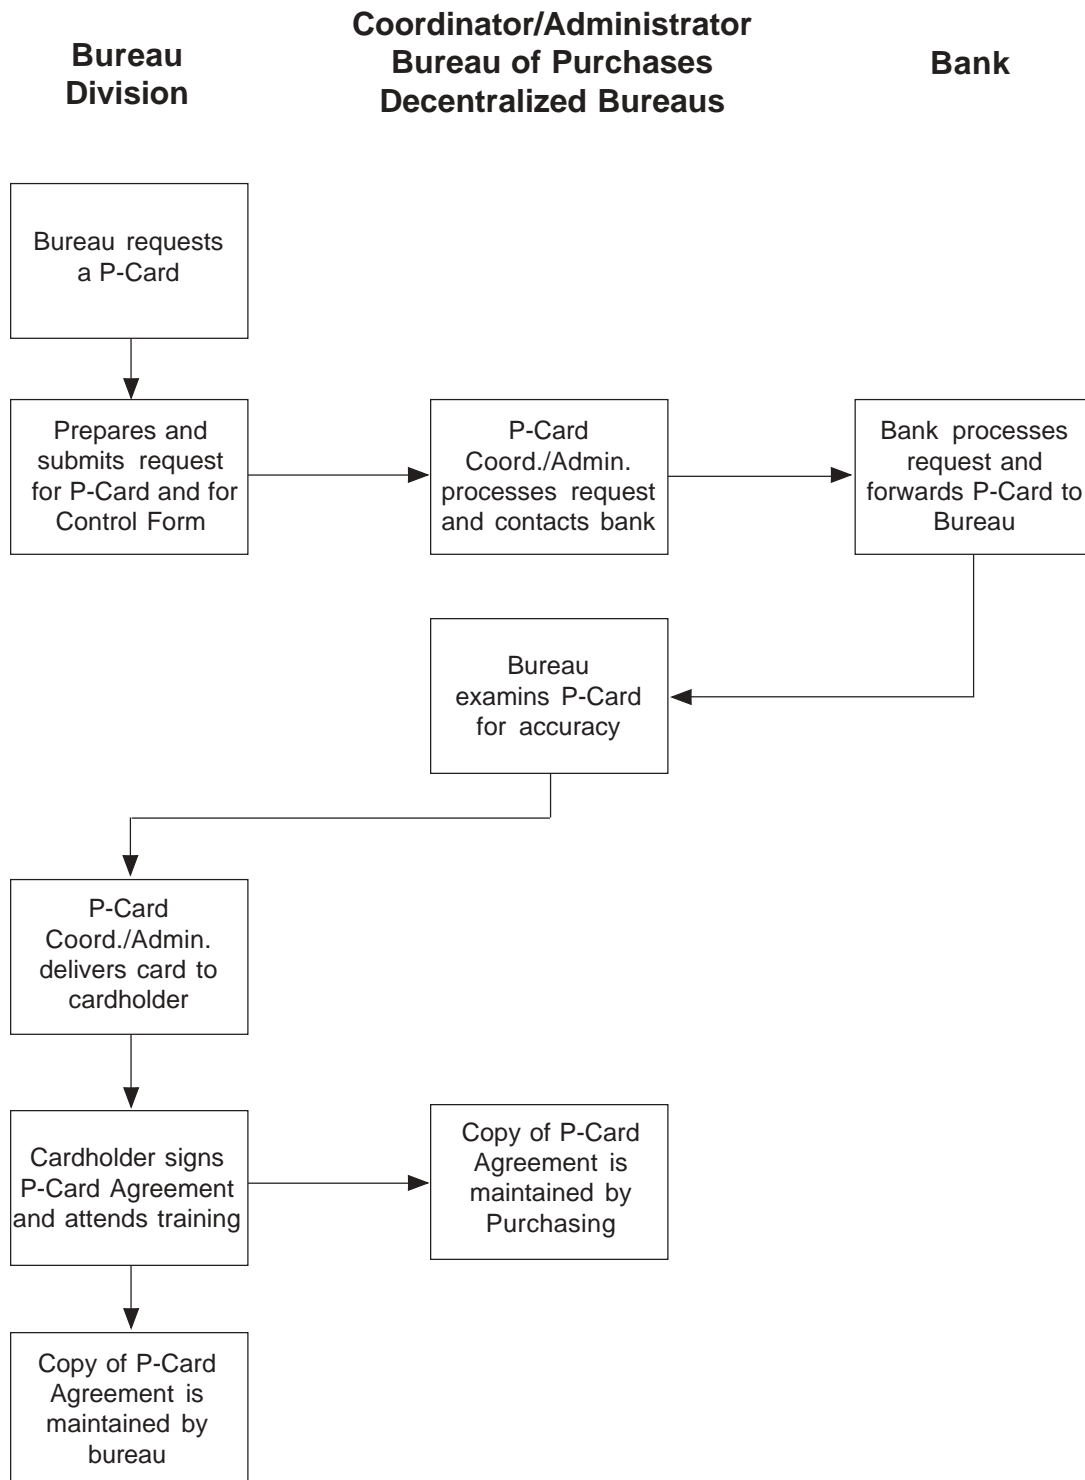 Bureau
Division
Coordinator/Administrator
Bureau of Purchases
Decentralized Bureaus
Bank
Bureau requests
a P-Card
Prepares and
submits request
for P-Card and for
Control Form
P-Card
Coord./Admin.
processes request
and contacts bank
Bank processes
request and
forwards P-Card to
Bureau
Bureau
examins P-Card
for accuracy
P-Card
Coord./Admin.
delivers card to
cardholder
Cardholder signs
P-Card Agreement
and attends training
Copy of P-Card
Agreement is
maintained by
Purchasing
Copy of P-Card
Agreement is
maintained by
bureau